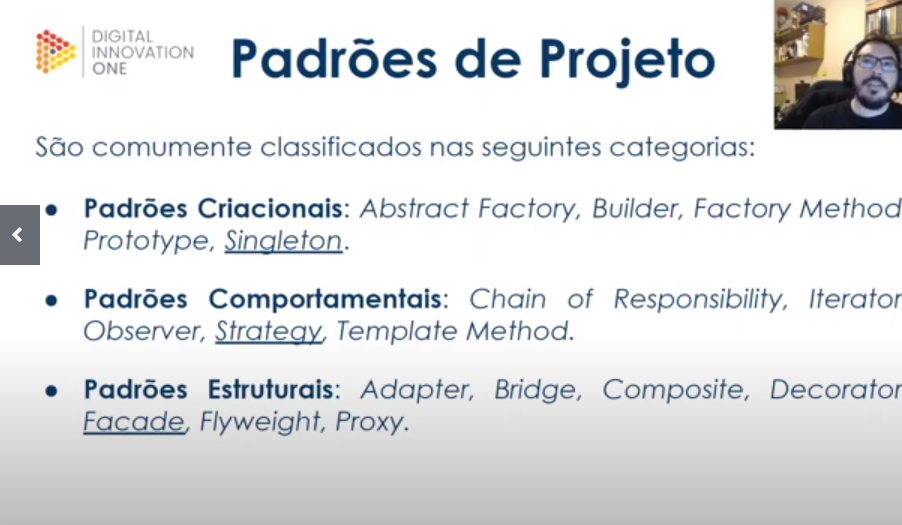 DIGITAL
INNOVATION
ONE
Padrões de Projeto
São comumente classificados nas seguintes categorias:
● Padrões Criacionais: Abstract Factory, Builder, Factory Method
Prototype, Singleton.
● Padrões Comportamentais: Chain of Responsibility, Iterator
Observer, Strategy, Template Method.
● Padrões Estruturais: Adapter, Bridge, Composite, Decorator
Facade, Flyweight, Proxy.